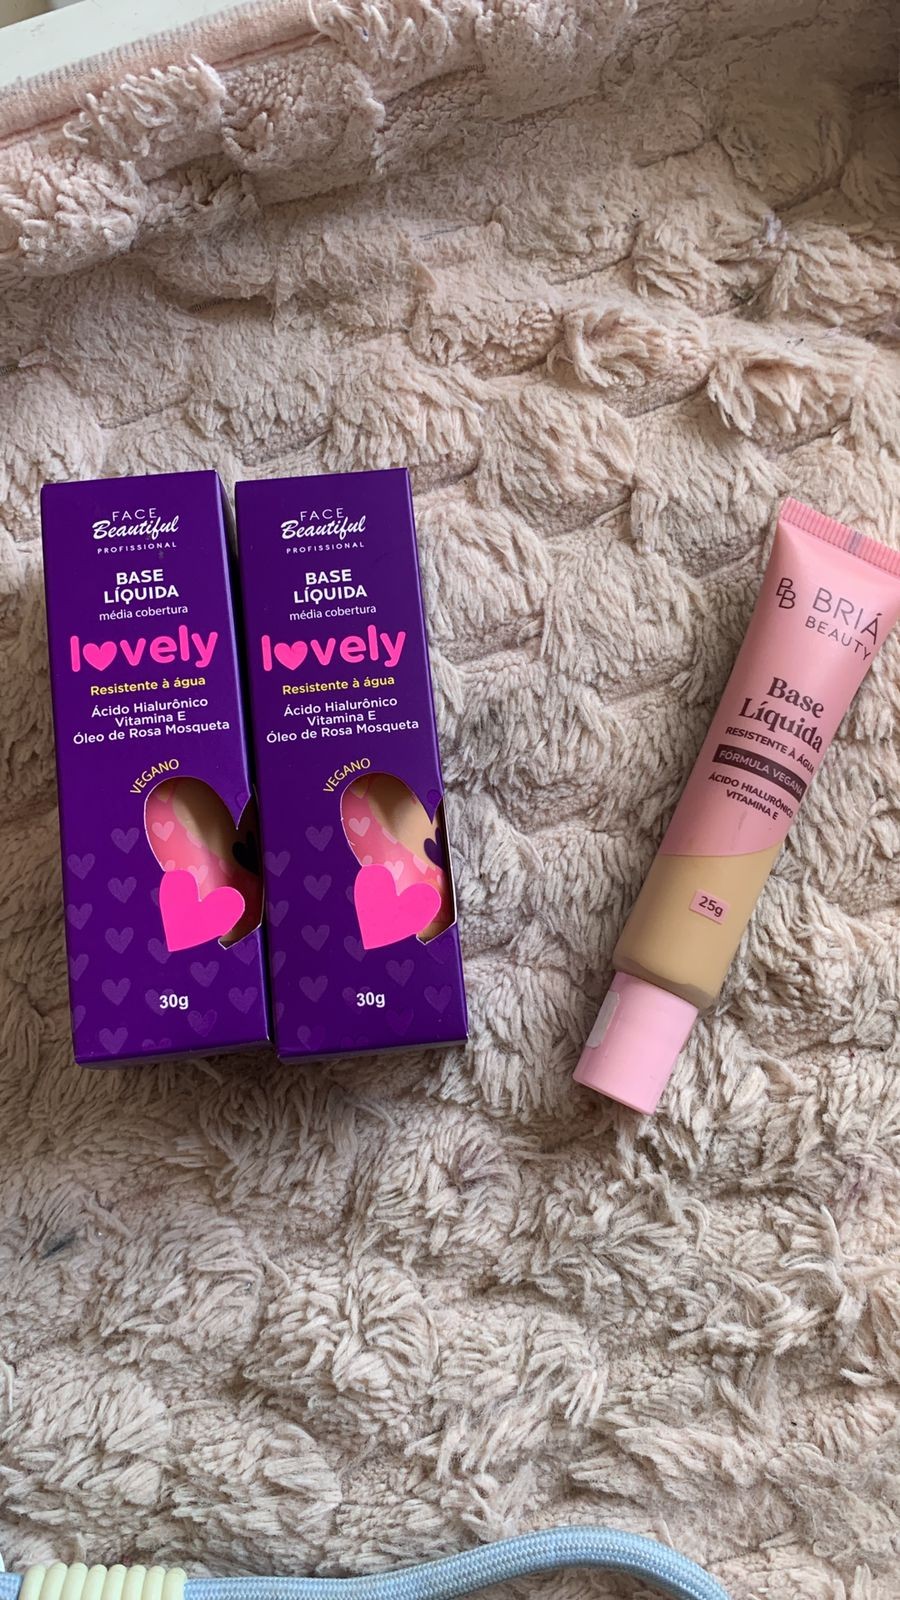 FACE
Beautiful
PROFISSIONAL
BASE
LÍQUIDA
média cobertura
lovely
Resistente à água
Ácido Hialurônico
Vitamina E
Óleo de Rosa Mosqueta
VEGANO
30g
FACE
Beautiful
PROFISSIONAL
BASE
LÍQUIDA
média cobertura
lovely
Resistente à água
Ácido Hialurônico
Vitamina E
Óleo de Rosa Mosqueta
VEGANO
30g
BB BRIÁ
BEAUTY
Base
Líquida
RESISTENTE À ÁGUA
FÓRMULA VEGANA
ÁCIDO HIALURÔNICO
VITAMINA E
25g